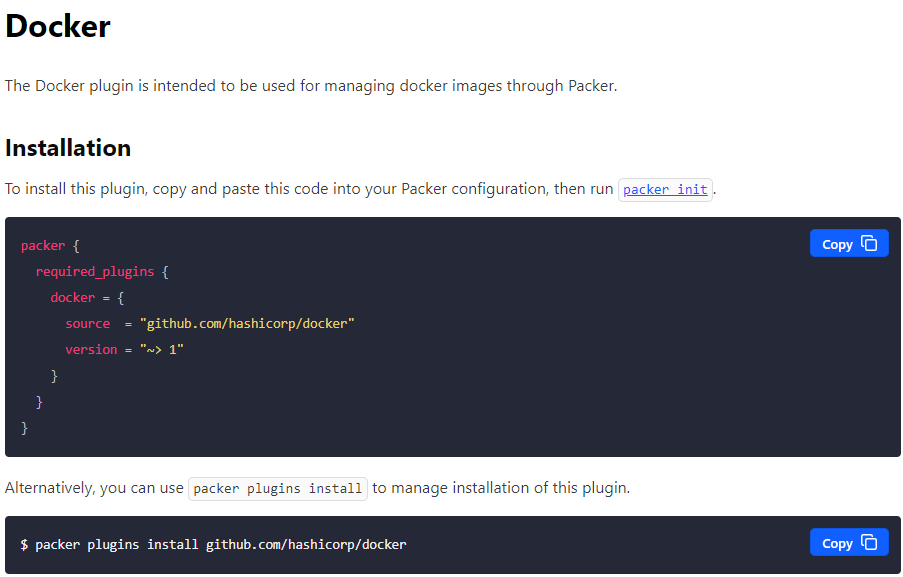 Docker
The Docker plugin is intended to be used for managing docker images through Packer.
Installation
To install this plugin, copy and paste this code into your Packer configuration, then run packer init.
Copy
packer {
  required_plugins {
    docker = {
      source  = "github.com/hashicorp/docker"
      version = "~> 1"
    }
  }
}
Alternatively, you can use packer plugins install to manage installation of this plugin.
$ packer plugins install github.com/hashicorp/docker
Copy